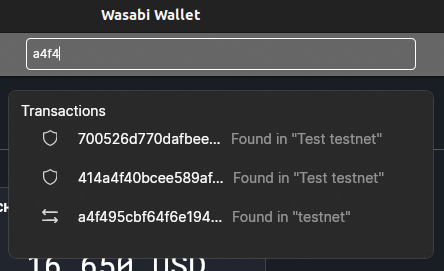 Wasabi Wallet
a4f4
Transactions
700526d770dafbee... Found in "Test testnet"
414a4f40bcee589af... Found in "Test testnet"
a4f495cbf64f6e194... Found in "testnet"
CH
16 650 USD